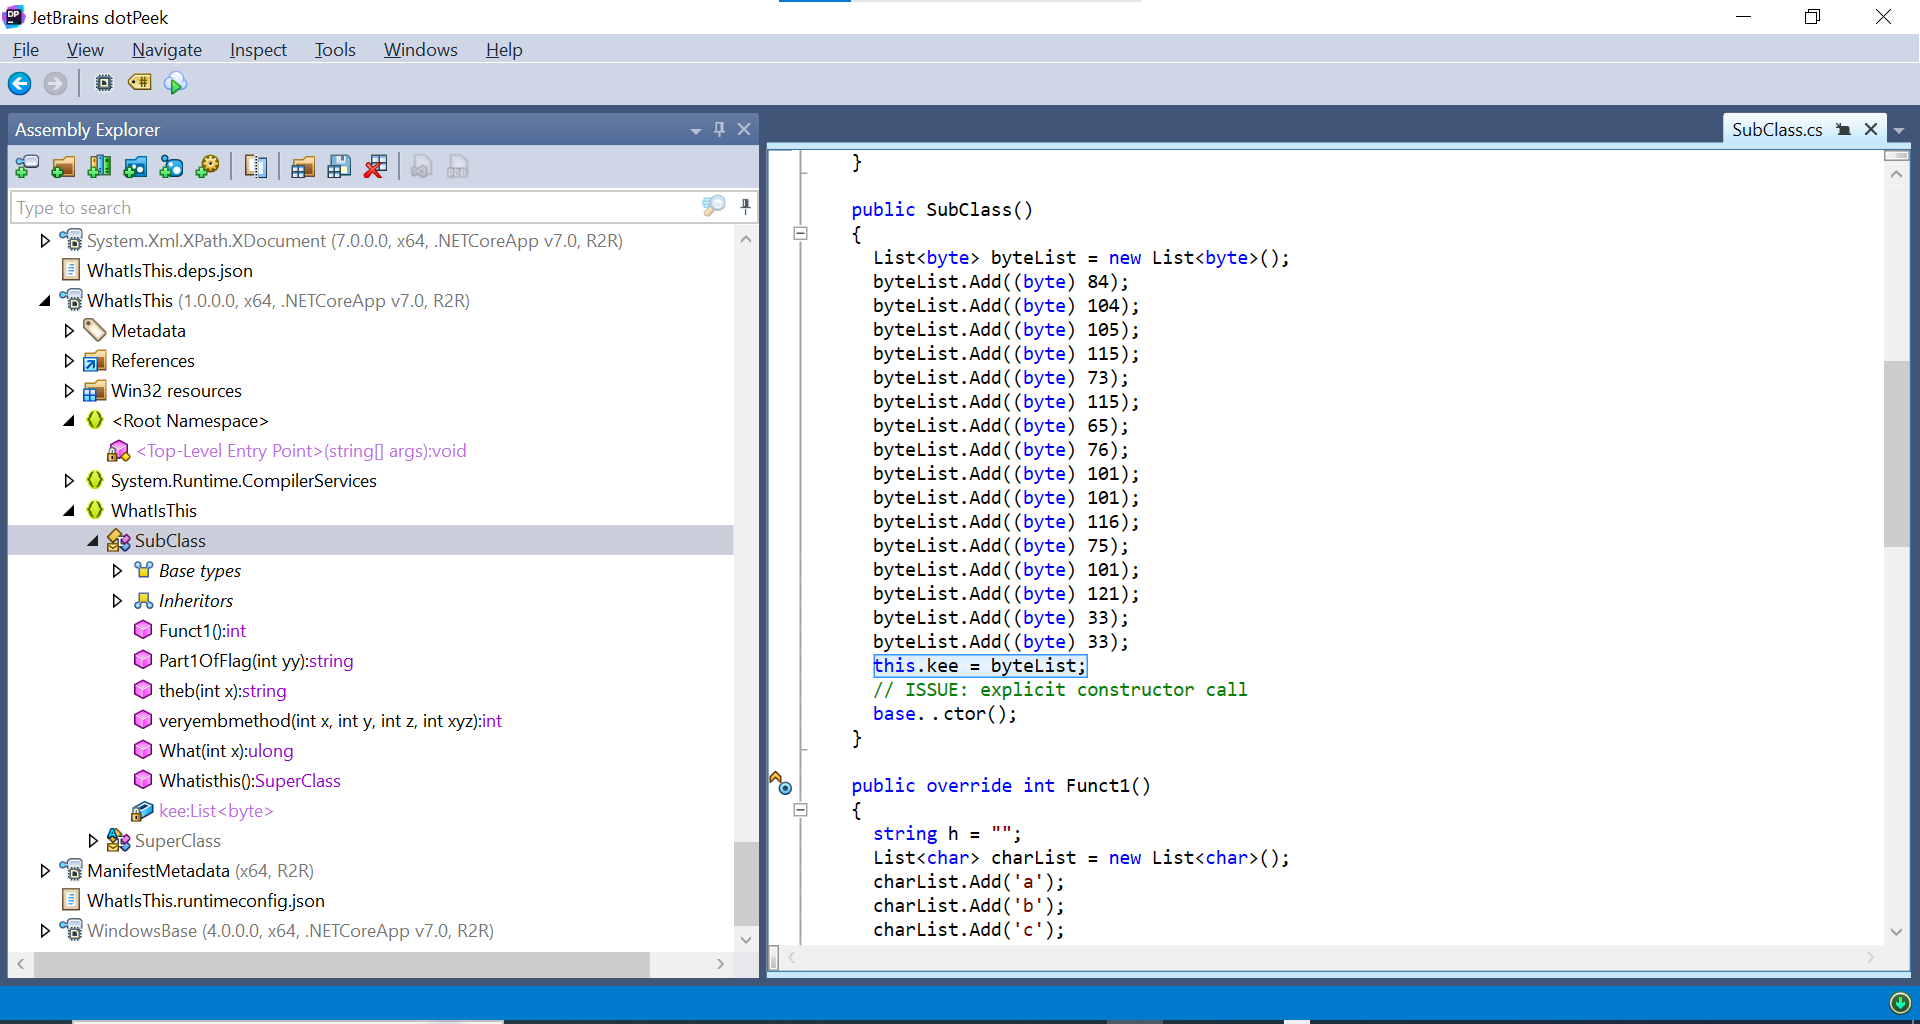 JetBrains dotPeek
File View Navigate Inspect Tools Windows Help
Assembly Explorer
Type to search
System.Xml.XPath.XDocument (7.0.0.0, x64, .NETCoreApp v7.0, R2R)
WhatIsThis.deps.json
WhatIsThis (1.0.0.0, x64, .NETCoreApp v7.0, R2R)
Metadata
References
Win32 resources
<Root Namespace>
<Top-Level Entry Point>(string[] args):void
System.Runtime.CompilerServices
WhatIsThis
SubClass
Base types
Inheritors
Funct1():int
Part1OfFlag(int yy):string
theb(int x):string
veryembmethod(int x, int y, int z, int xyz):int
What(int x):ulong
Whatisthis():SuperClass
kee:List<byte>
SuperClass
ManifestMetadata (x64, R2R)
WhatIsThis.runtimeconfig.json
WindowsBase (4.0.0.0, x64, .NETCoreApp v7.0, R2R)
SubClass.cs
}
public SubClass()
{
List<byte> byteList = new List<byte>();
byteList.Add((byte) 84);
byteList.Add((byte) 104);
byteList.Add((byte) 105);
byteList.Add((byte) 115);
byteList.Add((byte) 73);
byteList.Add((byte) 115);
byteList.Add((byte) 65);
byteList.Add((byte) 76);
byteList.Add((byte) 101);
byteList.Add((byte) 101);
byteList.Add((byte) 116);
byteList.Add((byte) 75);
byteList.Add((byte) 101);
byteList.Add((byte) 121);
byteList.Add((byte) 33);
byteList.Add((byte) 33);
this.kee = byteList;
// ISSUE: explicit constructor call
base..ctor();
}
public override int Funct1()
{
string h = "";
List<char> charList = new List<char>();
charList.Add('a');
charList.Add('b');
charList.Add('c');